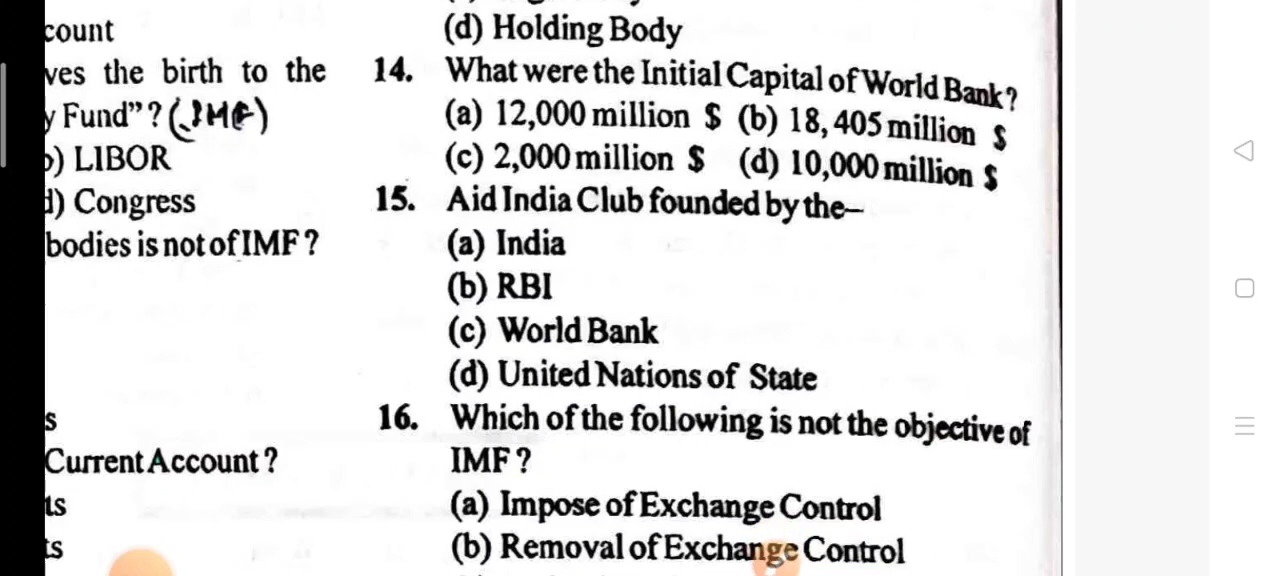 count
ves the birth to the
y Fund”? (IMF)
) LIBOR
d) Congress
bodies is not of IMF ?
s
Current Account ?
ts
ts
(d) Holding Body
14. What were the Initial Capital of World Bank ?
(a) 12,000 million $ (b) 18, 405 million $
(c) 2,000 million $ (d) 10,000 million $
15. Aid India Club founded by the–
(a) India
(b) RBI
(c) World Bank
(d) United Nations of State
16. Which of the following is not the objective of
IMF ?
(a) Impose of Exchange Control
(b) Removal of Exchange Control